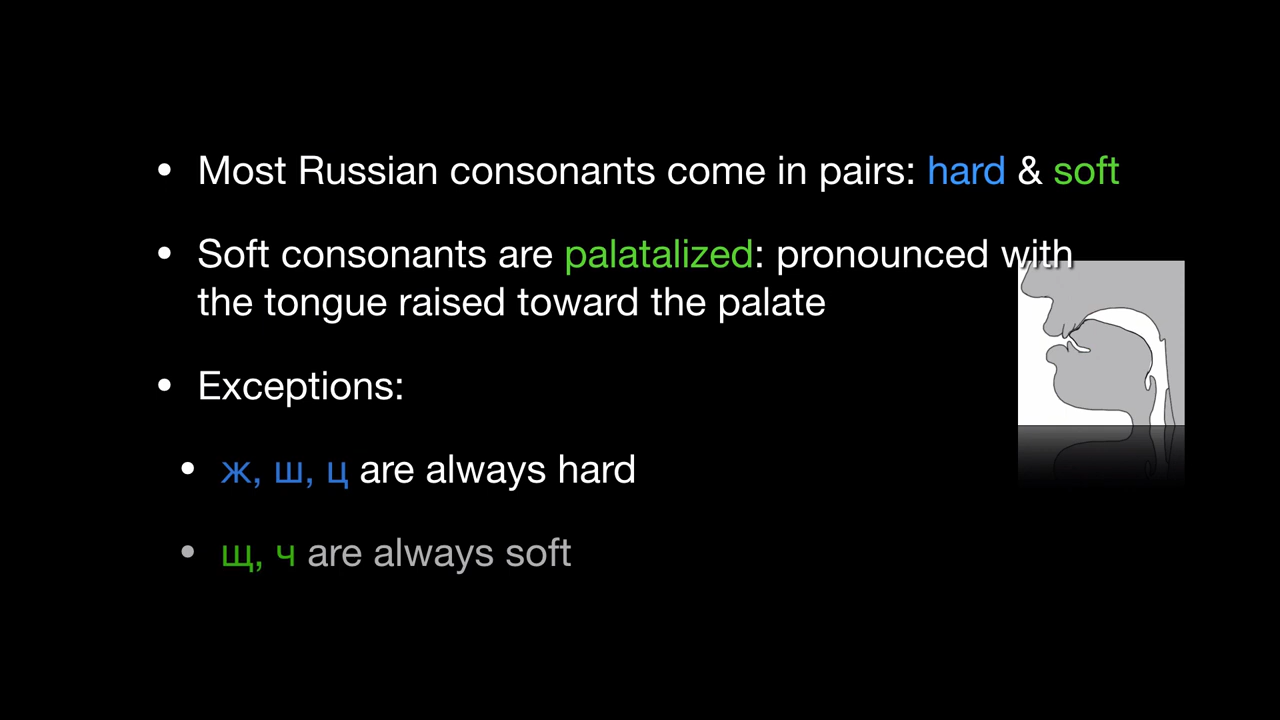 • Most Russian consonants come in pairs: hard & soft
• Soft consonants are palatalized: pronounced with
the tongue raised toward the palate
• Exceptions:
• ж, ш, ц are always hard
• щ, ч are always soft